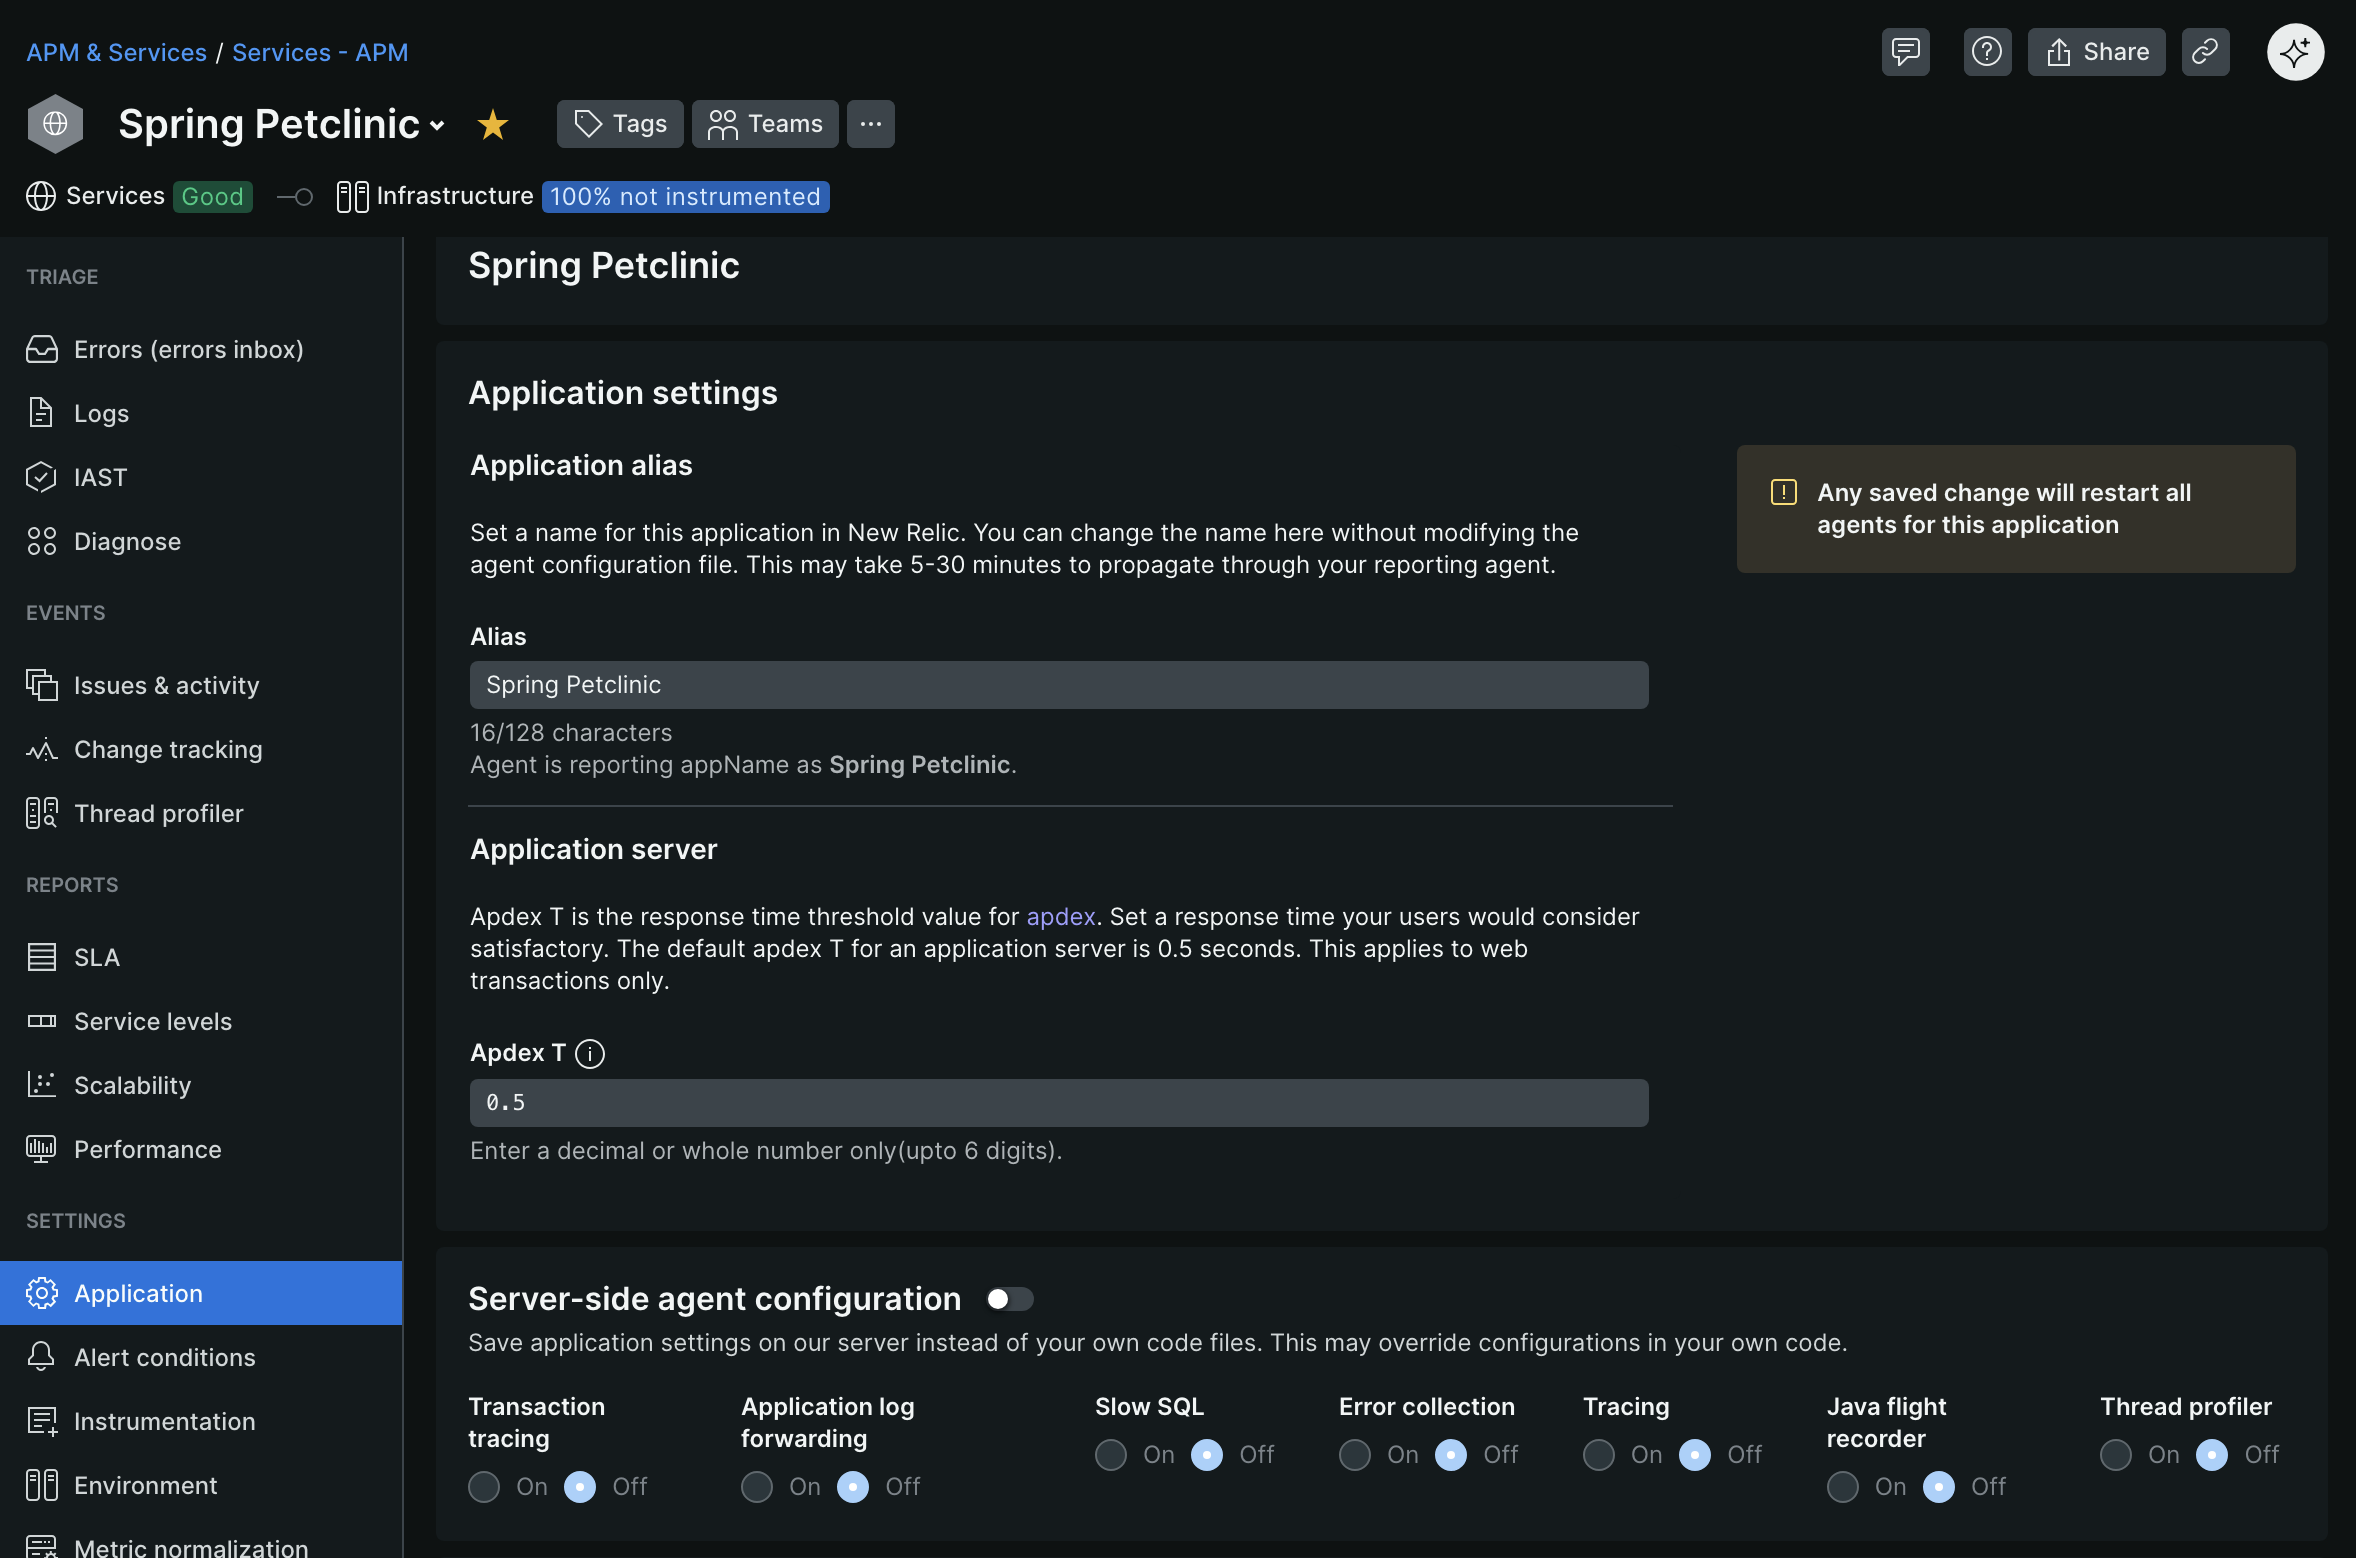 APM & Services / Services - APM
Share
Spring Petclinic
Tags
Teams
Services Good
Infrastructure 100% not instrumented
TRIAGE
Errors (errors inbox)
Logs
IAST
Diagnose
EVENTS
Issues & activity
Change tracking
Thread profiler
REPORTS
SLA
Service levels
Scalability
Performance
SETTINGS
Application
Alert conditions
Instrumentation
Environment
Metric normalization
Spring Petclinic
Application settings
Application alias
Set a name for this application in New Relic. You can change the name here without modifying the
agent configuration file. This may take 5-30 minutes to propagate through your reporting agent.
Any saved change will restart all
agents for this application
Alias
Spring Petclinic
16/128 characters
Agent is reporting appName as Spring Petclinic.
Application server
Apdex T is the response time threshold value for apdex. Set a response time your users would consider
satisfactory. The default apdex T for an application server is 0.5 seconds. This applies to web
transactions only.
Apdex T
0.5
Enter a decimal or whole number only(upto 6 digits).
Server-side agent configuration
Save application settings on our server instead of your own code files. This may override configurations in your own code.
Transaction
tracing
On Off
Application log
forwarding
On Off
Slow SQL
On Off
Error collection
On Off
Tracing
On Off
Java flight
recorder
On Off
Thread profiler
On Off